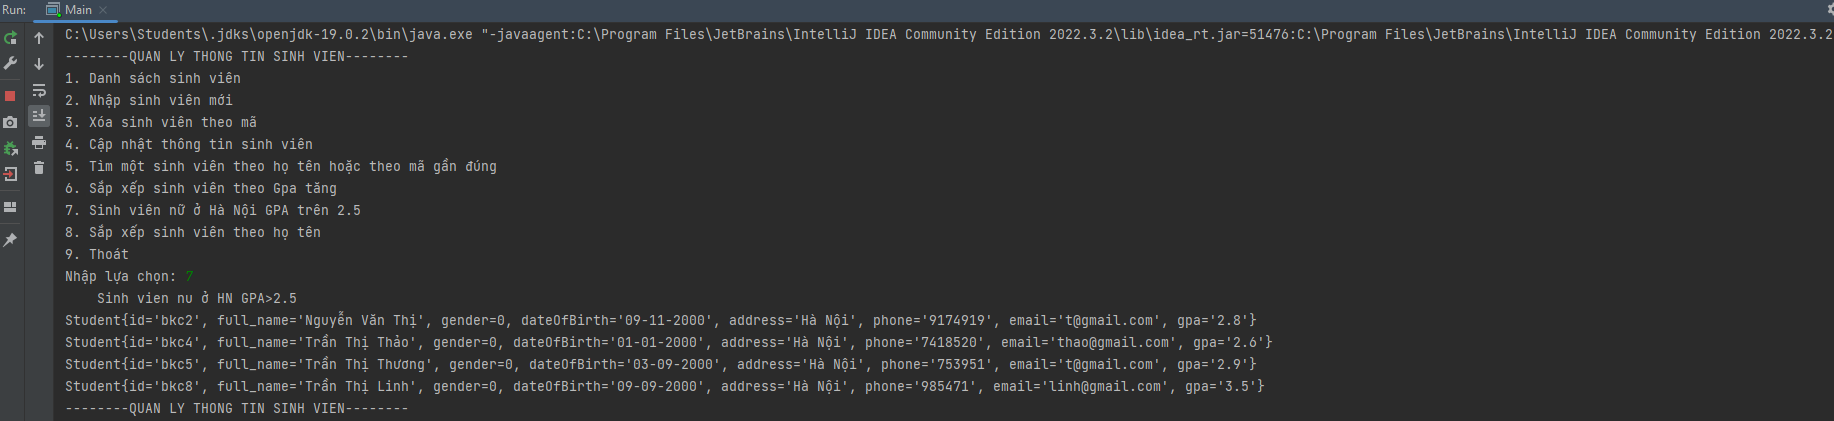 Run: Main
C:\Users\Students\.jdks\openjdk-19.0.2\bin\java.exe "-javaagent:C:\Program Files\JetBrains\IntelliJ IDEA Community Edition 2022.3.2\lib\idea_rt.jar=51476:C:\Program Files\JetBrains\IntelliJ IDEA Community Edition 2022.3.2
--------QUAN LY THONG TIN SINH VIEN--------
1. Danh sách sinh viên
2. Nhập sinh viên mới
3. Xóa sinh viên theo mã
4. Cập nhật thông tin sinh viên
5. Tìm một sinh viên theo họ tên hoặc theo mã gần đúng
6. Sắp xếp sinh viên theo Gpa tăng
7. Sinh viên nữ ở Hà Nội GPA trên 2.5
8. Sắp xếp sinh viên theo họ tên
9. Thoát
Nhập lựa chọn: 7
Sinh vien nu ở HN GPA>2.5
Student{id='bkc2', full_name='Nguyễn Văn Thị', gender=0, dateOfBirth='09-11-2000', address='Hà Nội', phone='9174919', email='t@gmail.com', gpa='2.8'}
Student{id='bkc4', full_name='Trần Thị Thảo', gender=0, dateOfBirth='01-01-2000', address='Hà Nội', phone='7418520', email='thao@gmail.com', gpa='2.6'}
Student{id='bkc5', full_name='Trần Thị Thương', gender=0, dateOfBirth='03-09-2000', address='Hà Nội', phone='753951', email='t@gmail.com', gpa='2.9'}
Student{id='bkc8', full_name='Trần Thị Linh', gender=0, dateOfBirth='09-09-2000', address='Hà Nội', phone='985471', email='linh@gmail.com', gpa='3.5'}
--------QUAN LY THONG TIN SINH VIEN--------